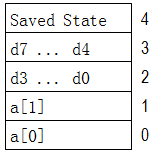 Saved State 4
d7 ... d4 3
d3 ... d0 2
a[1] 1
a[0] 0